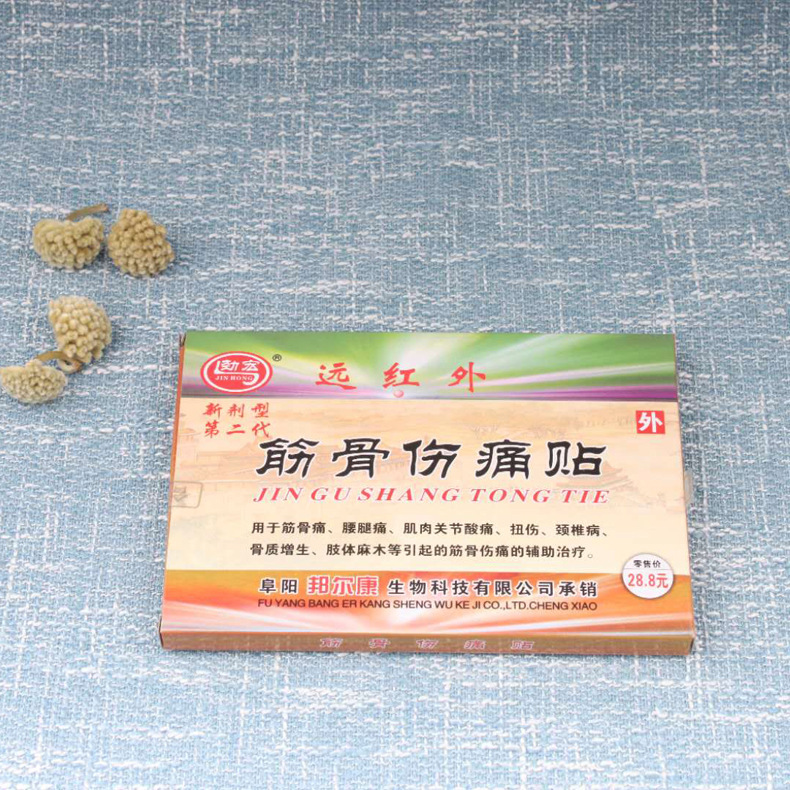 劲宏®
JIN HONG
远红外
新剂型
第二代
外
筋骨伤痛贴
JIN GU SHANG TONG TIE
用于筋骨痛、腰腿痛、肌肉关节酸痛、扭伤、颈椎病、
骨质增生、肢体麻木等引起的筋骨伤痛的辅助治疗。
零售价
28.8元
阜阳 邦尔康 生物科技有限公司承销
FU YANG BANG ER KANG SHENG WU KE JI CO.,LTD.CHENG XIAO
筋骨伤痛贴